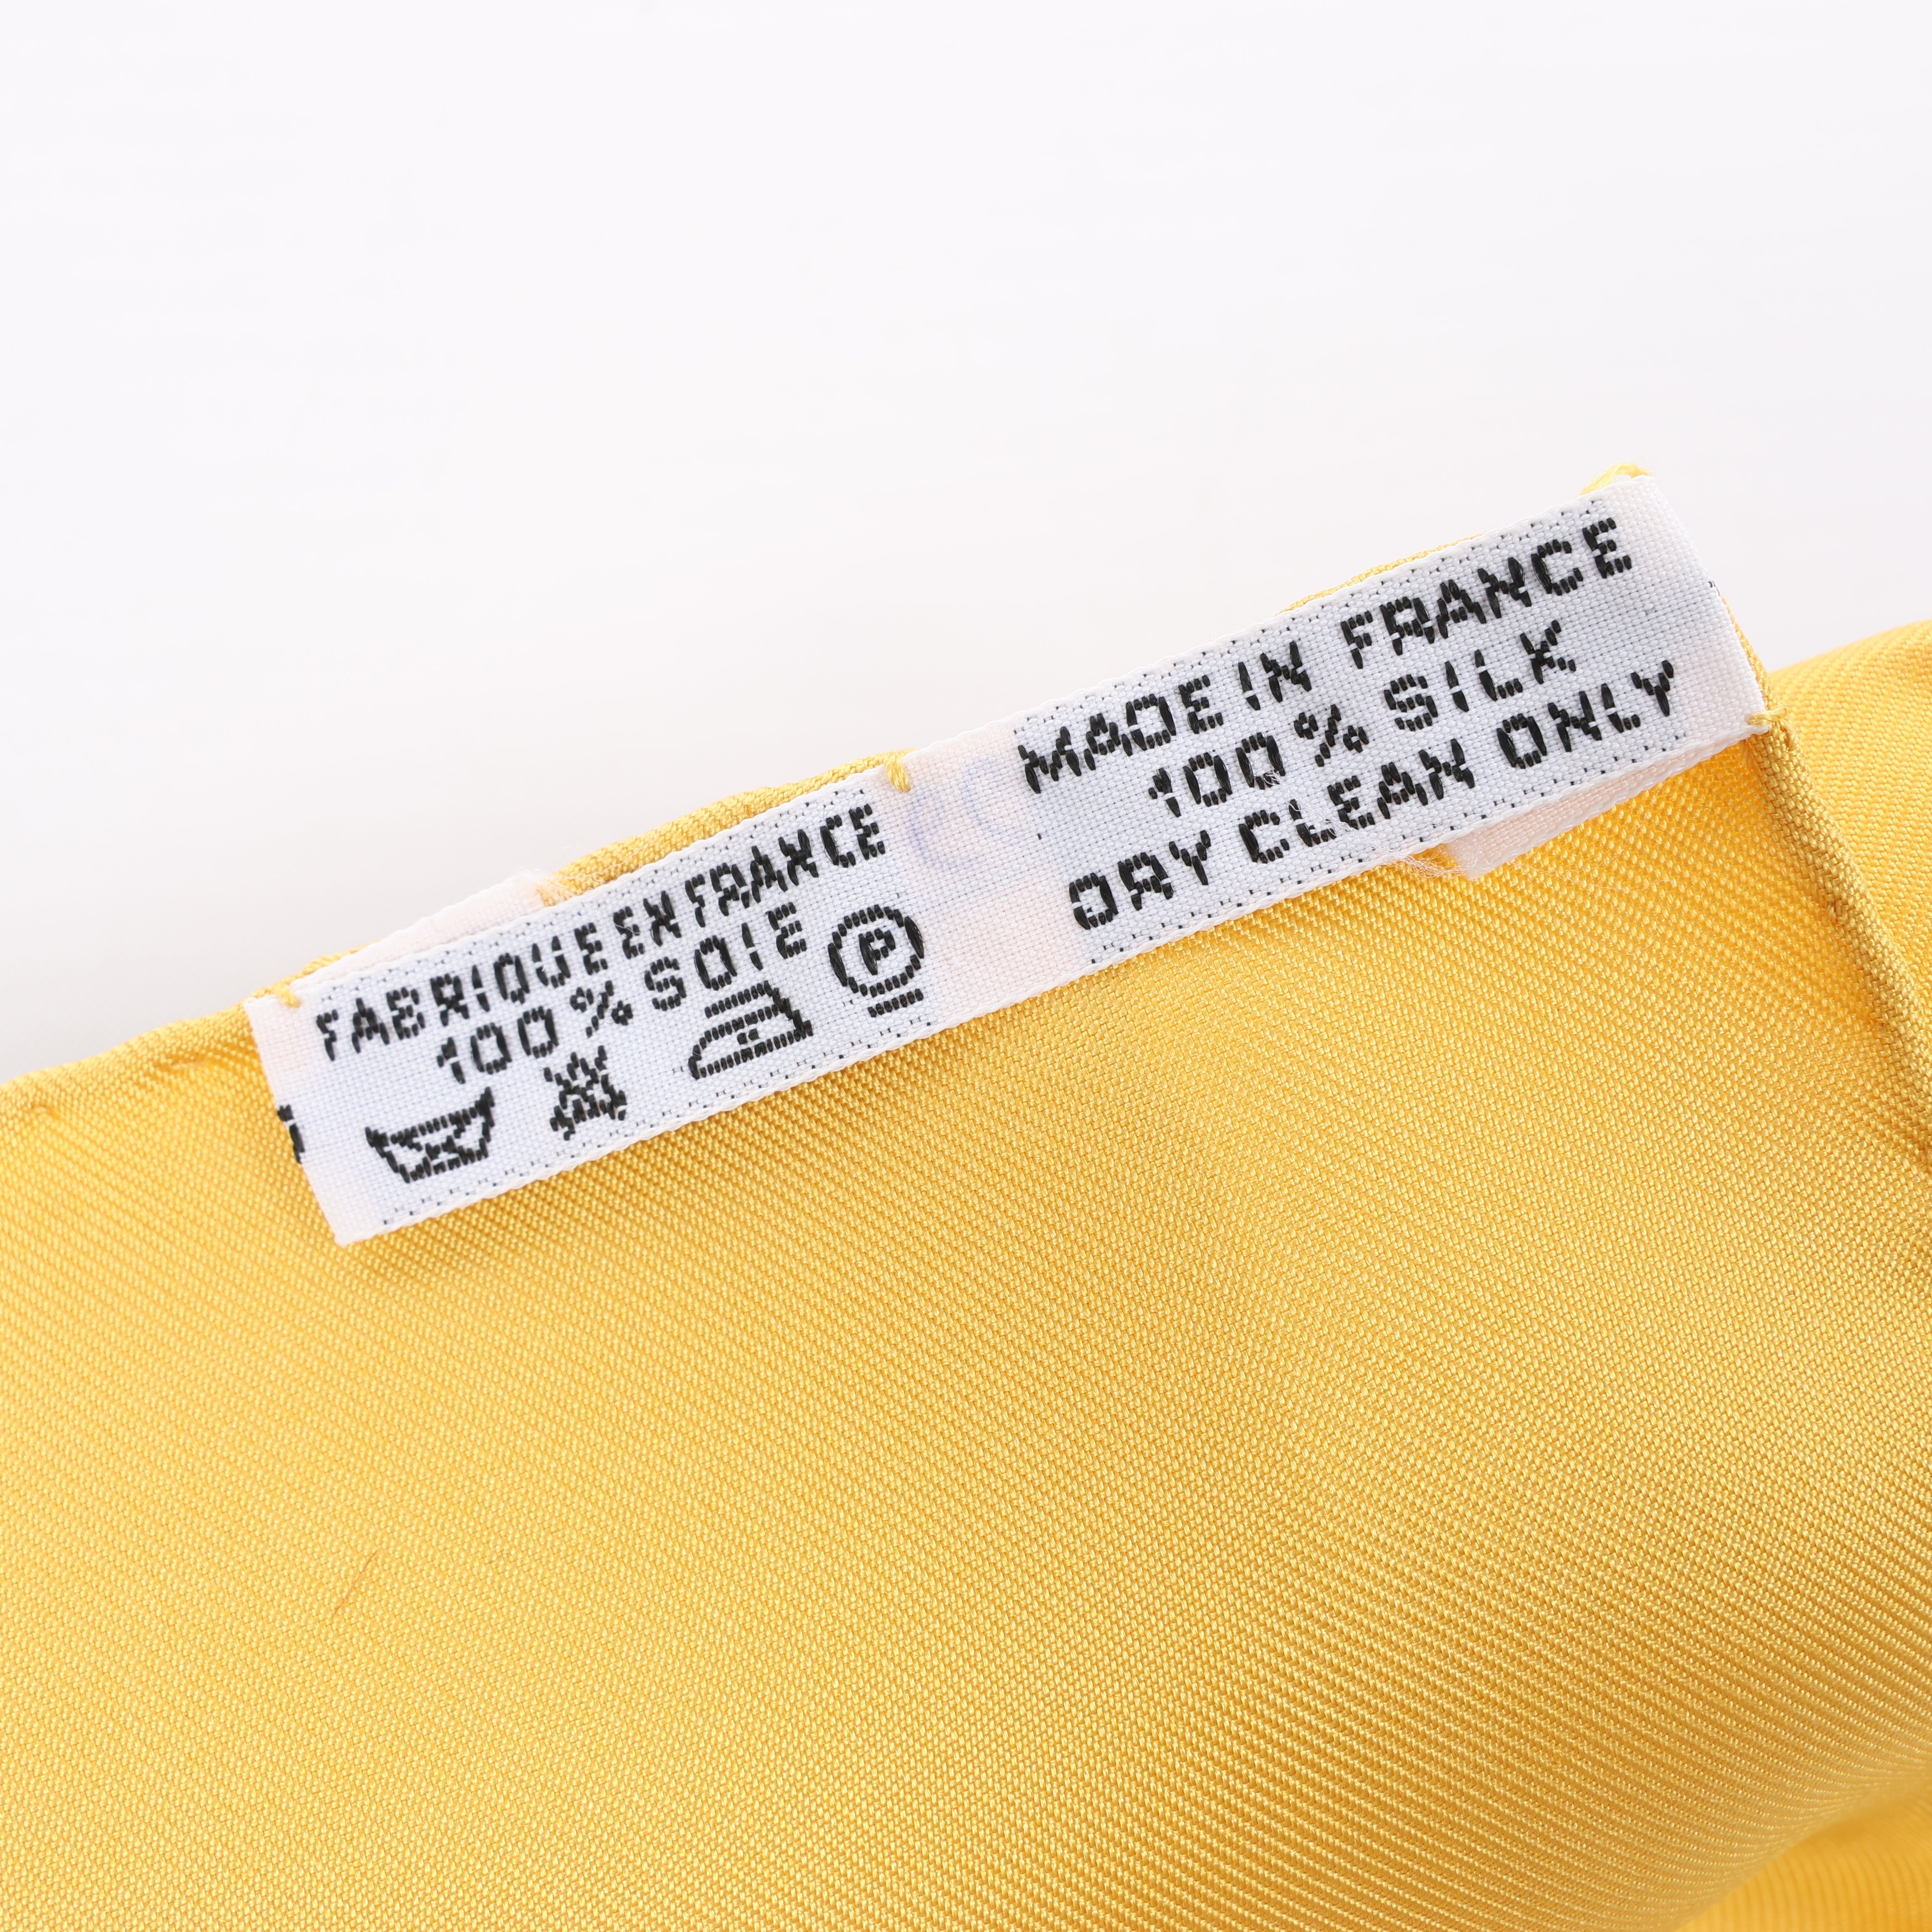 FABRIQUE EN FRANCE
100% SOIE
P
MADE IN FRANCE
100% SILK
DRY CLEAN ONLY